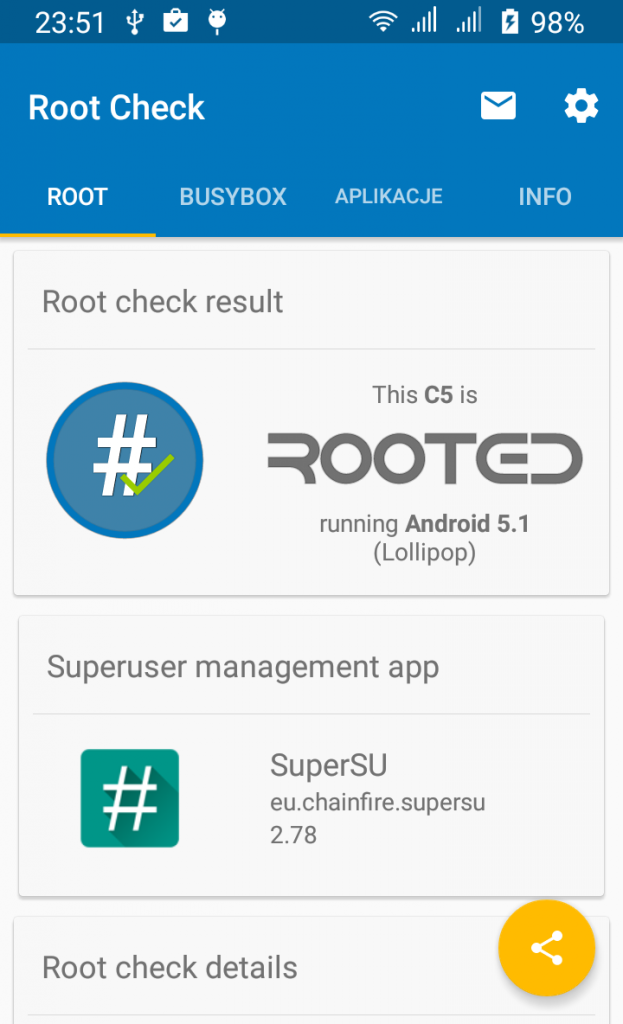 23:51 98%
Root Check
ROOT BUSYBOX APLIKACJE INFO
Root check result
This C5 is
ROOTED
running Android 5.1
(Lollipop)
Superuser management app
SuperSU
eu.chainfire.supersu
2.78
Root check details